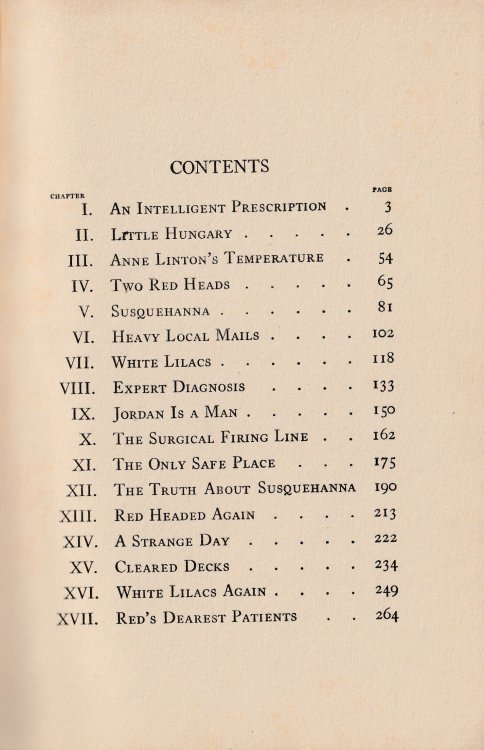 CONTENTS
CHAPTER PAGE
I. An Intelligent Prescription . 3
II. Little Hungary . . . . . 26
III. Anne Linton's Temperature . 54
IV. Two Red Heads . . . . . 65
V. Susquehanna . . . . . . 81
VI. Heavy Local Mails . . . . 102
VII. White Lilacs . . . . . . 118
VIII. Expert Diagnosis . . . . 133
IX. Jordan Is a Man . . . . . 150
X. The Surgical Firing Line . . 162
XI. The Only Safe Place . . . 175
XII. The Truth About Susquehanna 190
XIII. Red Headed Again . . . . 213
XIV. A Strange Day . . . . . 222
XV. Cleared Decks . . . . . 234
XVI. White Lilacs Again . . . . 249
XVII. Red's Dearest Patients . . 264